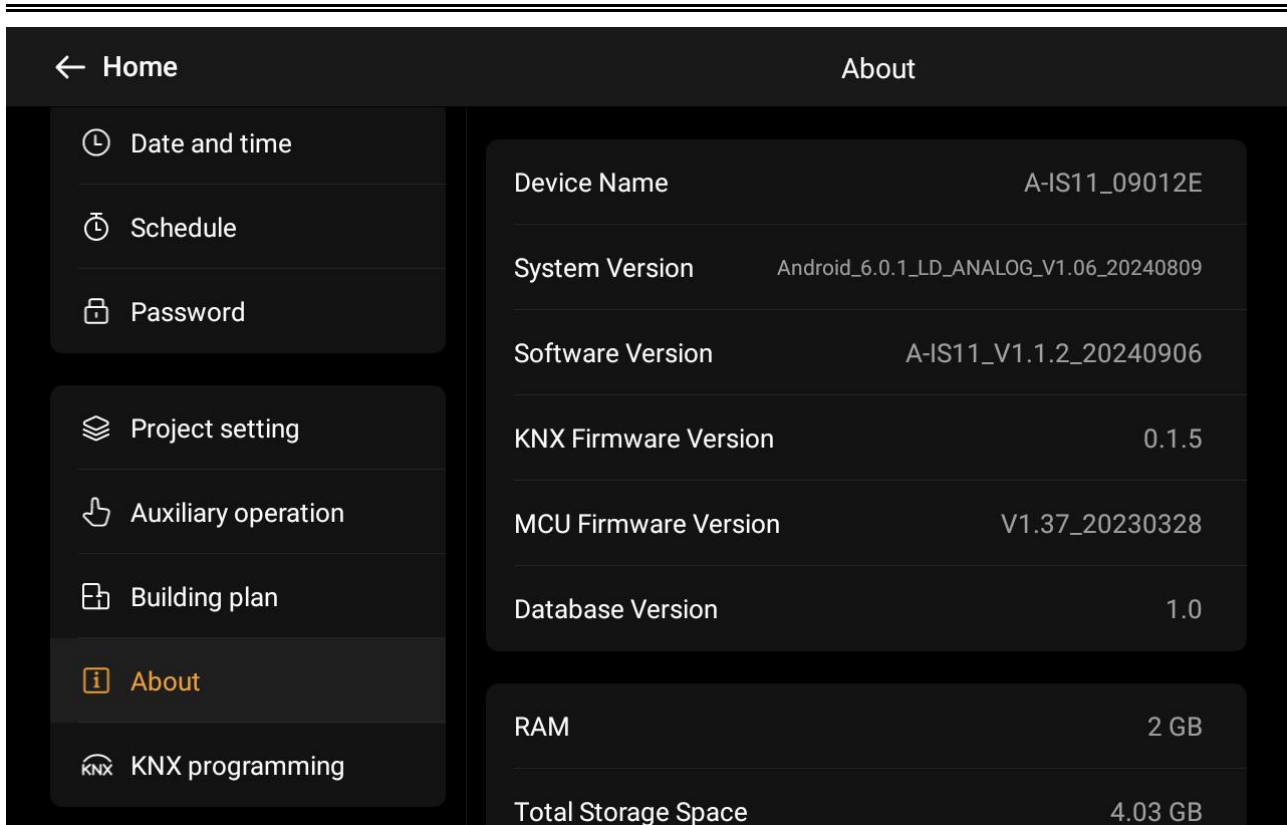 Home
About
Date and time
Schedule
Password
Project setting
Auxiliary operation
Building plan
About
KNX KNX programming
Device Name A-IS11_09012E
System Version Android_6.0.1_LD_ANALOG_V1.06_20240809
Software Version A-IS11_V1.1.2_20240906
KNX Firmware Version 0.1.5
MCU Firmware Version V1.37_20230328
Database Version 1.0
RAM 2 GB
Total Storage Space 4.03 GB